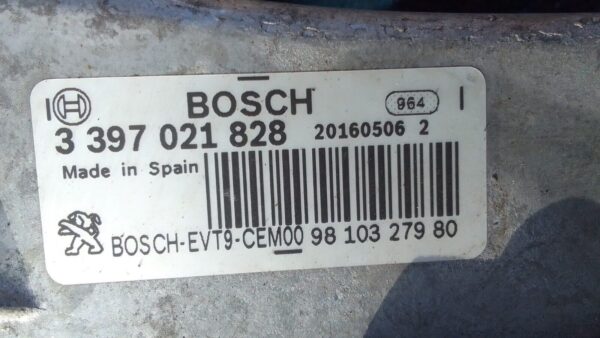 BOSCH 964
3 397 021 828 20160506 2
Made in Spain
BOSCH-EVT9-CEM00 98 103 279 80